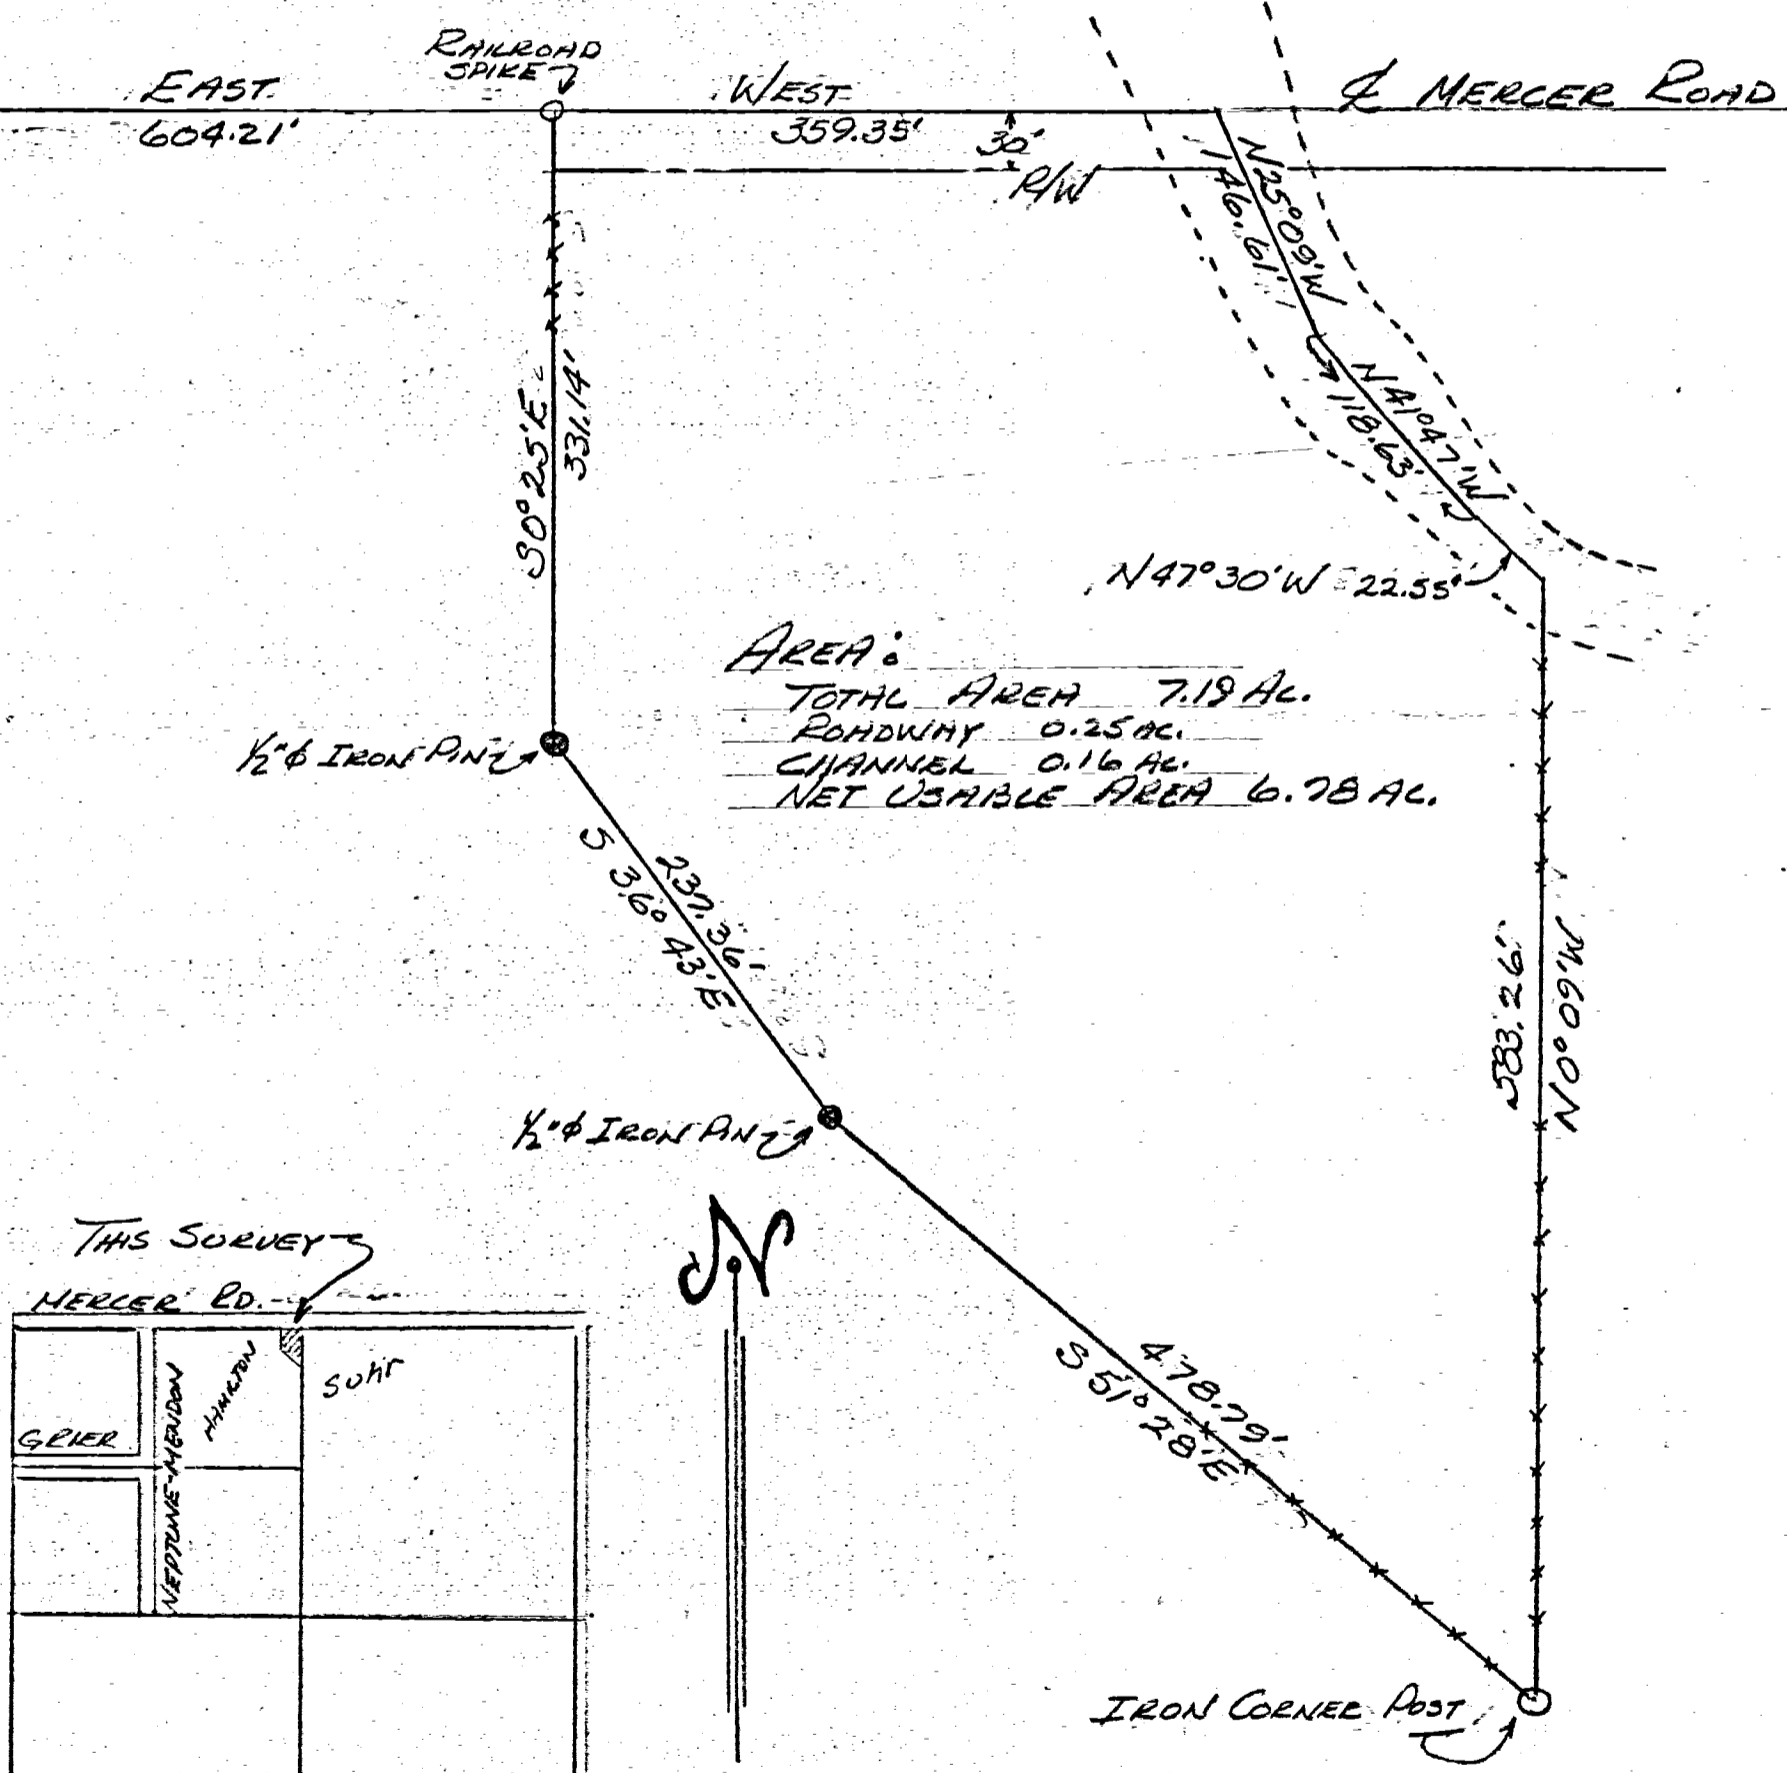 RAILROAD
SPIKE
EAST
WEST
℄ MERCER ROAD
604.21'
359.35'
30'
R/W
N25°09'W
146.61'
S0°25'E
331.14'
N41°47'W
118.63'
N47°30'W 22.55'
AREA:
TOTAL AREA 7.19 AC.
ROADWAY 0.25 AC.
CHANNEL 0.16 AC.
NET USABLE AREA 6.78 AC.
½"ϕ IRON PIN
237.36'
S 36° 43' E
583.26'
N0°09'W
½"ϕ IRON PIN
N
478.79'
S 51° 28' E
IRON CORNER POST
THIS SURVEY
MERCER RD.
HAMILTON
SUHR
GRIER
NEPTUNE-MENDON